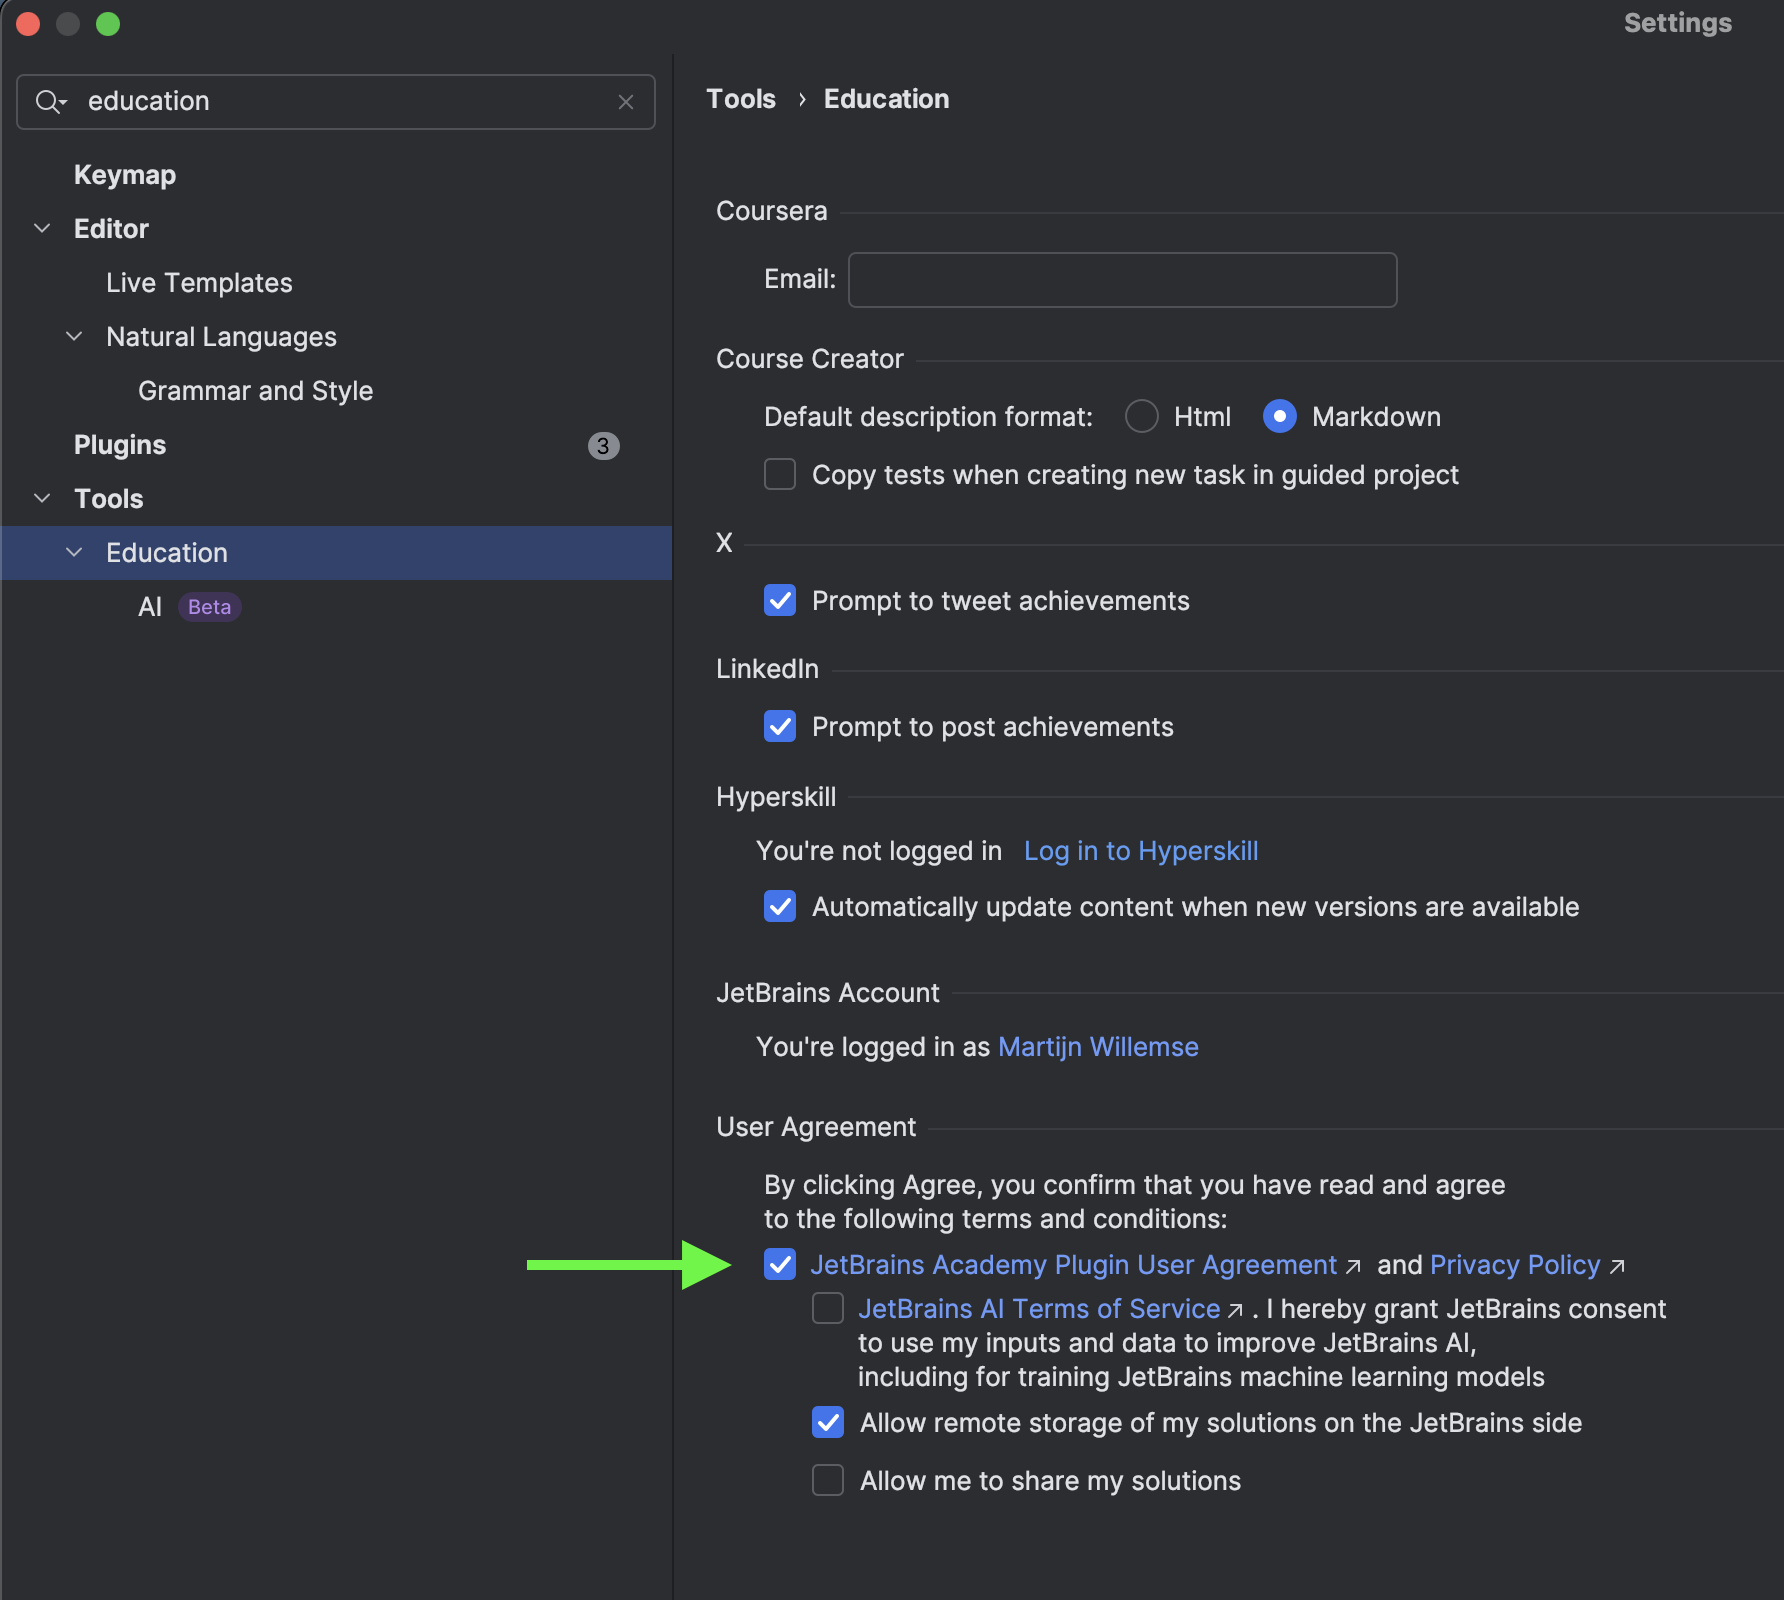 Settings
education
Keymap
Editor
Live Templates
Natural Languages
Grammar and Style
Plugins 3
Tools
Education
AI Beta
Tools › Education
Coursera
Email:
Course Creator
Default description format: Html Markdown
Copy tests when creating new task in guided project
X
Prompt to tweet achievements
LinkedIn
Prompt to post achievements
Hyperskill
You're not logged in Log in to Hyperskill
Automatically update content when new versions are available
JetBrains Account
You're logged in as Martijn Willemse
User Agreement
By clicking Agree, you confirm that you have read and agree
to the following terms and conditions:
JetBrains Academy Plugin User Agreement ↗ and Privacy Policy ↗
JetBrains AI Terms of Service ↗ . I hereby grant JetBrains consent
to use my inputs and data to improve JetBrains AI,
including for training JetBrains machine learning models
Allow remote storage of my solutions on the JetBrains side
Allow me to share my solutions